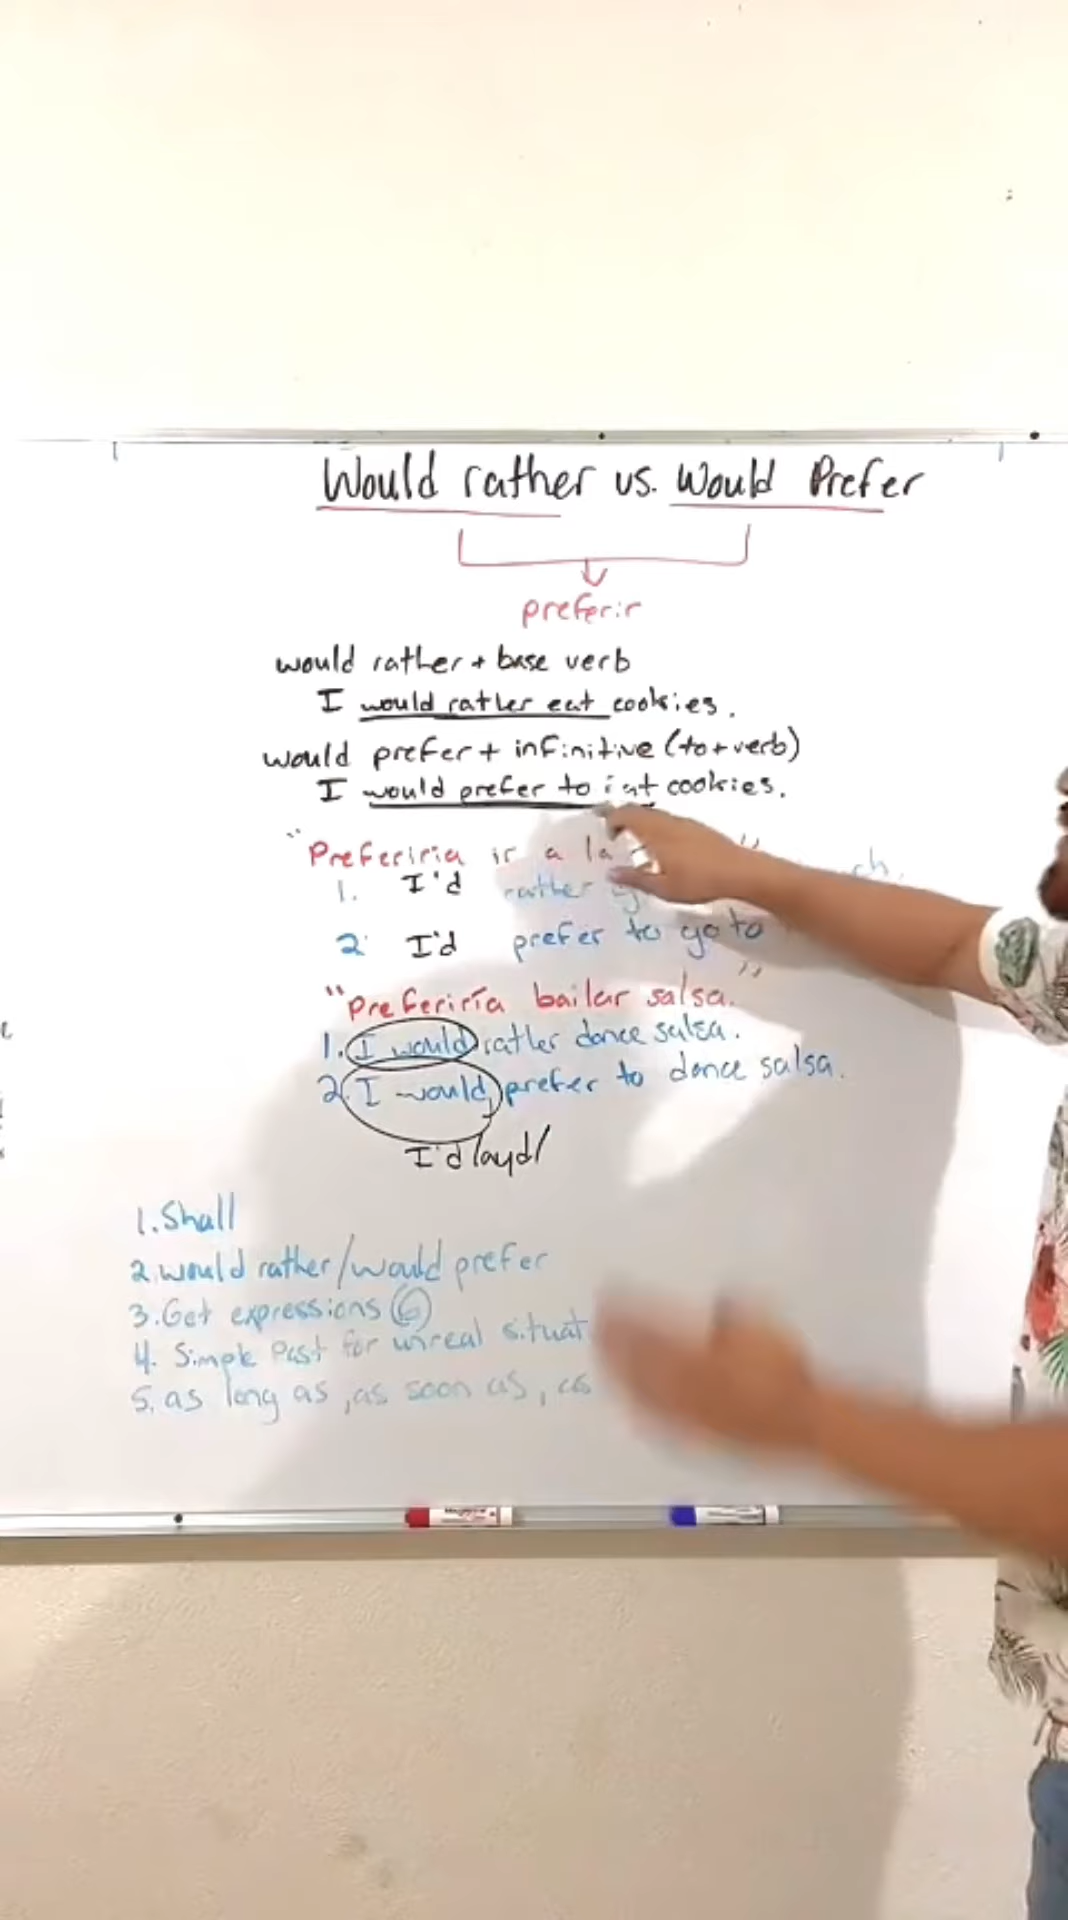 Would rather vs. Would Prefer
preferir
would rather + base verb
I would rather eat cookies.
would prefer + infinitive (to + verb)
I would prefer to eat cookies.
"Preferiria ir a la "
1. I'd rather
2. I'd prefer to go to
"Preferiría bailar salsa."
1. I would rather dance salsa.
2. I would prefer to dance salsa.
I'd /ayd/
1. Shall
2. would rather/would prefer
3. Get expressions (6)
4. Simple Past for unreal situat
5. as long as, as soon as, as